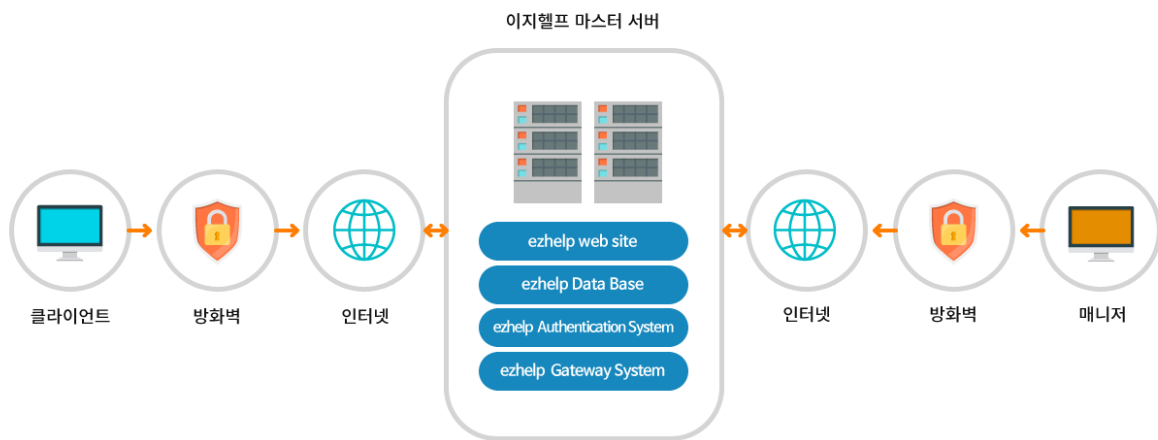 이지헬프 마스터 서버
ezhelp web site
ezhelp Data Base
ezhelp Authentication System
ezhelp Gateway System
클라이언트
방화벽
인터넷
인터넷
방화벽
매니저